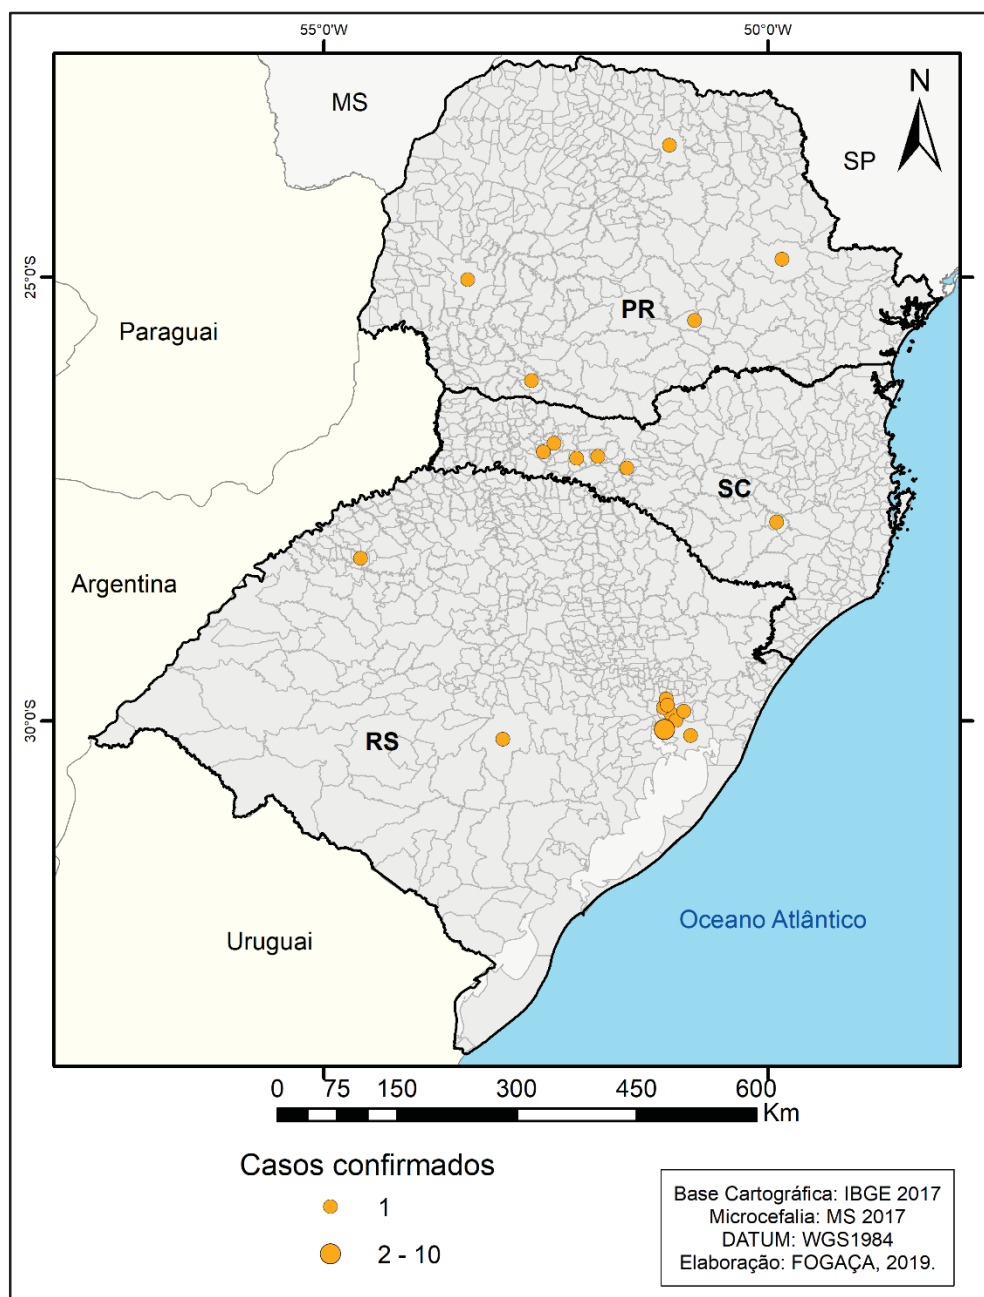 55°0'W
50°0'W
MS
N
SP
25°0'S
PR
Paraguai
SC
Argentina
30°0'S
RS
Oceano Atlântico
Uruguai
0 75 150 300 450 600
Km
Casos confirmados
1
2 - 10
Base Cartográfica: IBGE 2017
Microcefalia: MS 2017
DATUM: WGS1984
Elaboração: FOGAÇA, 2019.